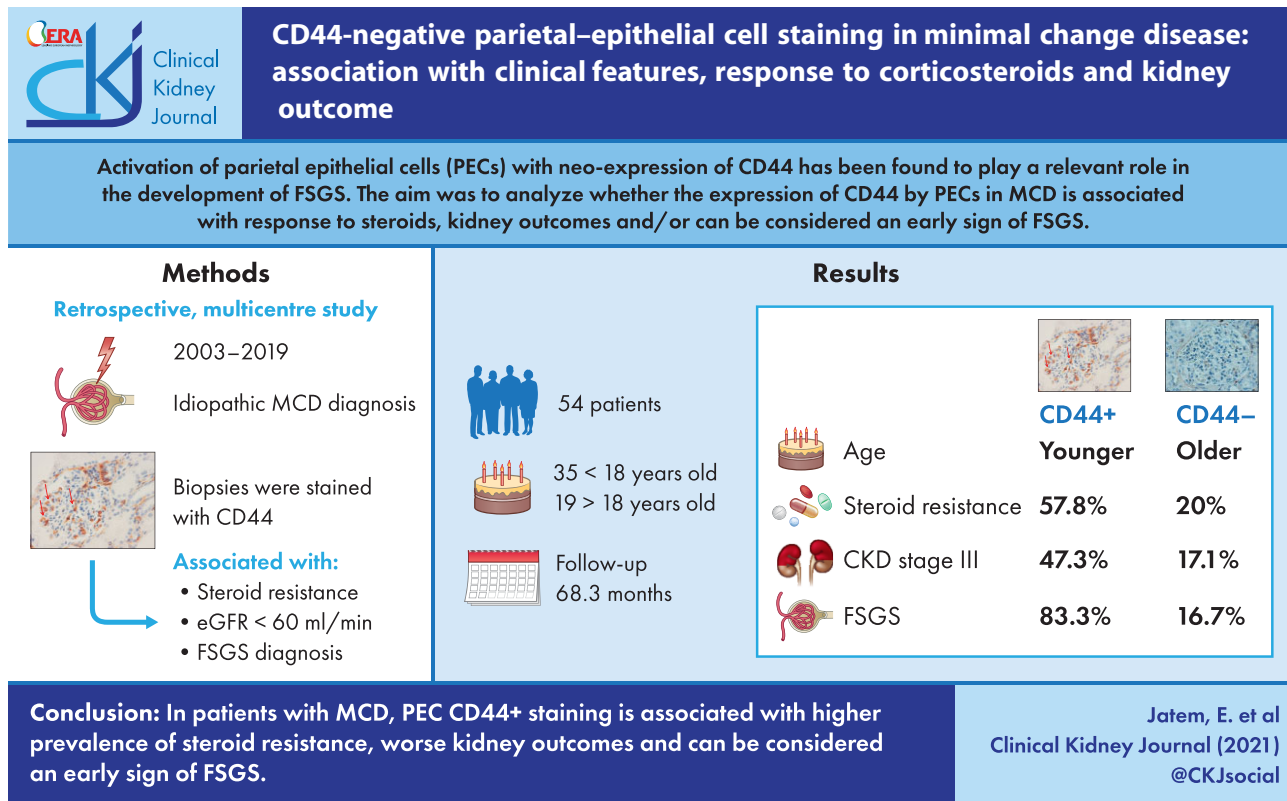 ERA
ckj
Clinical
Kidney
Journal
CD44-negative parietal–epithelial cell staining in minimal change disease:
association with clinical features, response to corticosteroids and kidney
outcome
Activation of parietal epithelial cells (PECs) with neo-expression of CD44 has been found to play a relevant role in
the development of FSGS. The aim was to analyze whether the expression of CD44 by PECs in MCD is associated
with response to steroids, kidney outcomes and/or can be considered an early sign of FSGS.
Methods
Retrospective, multicentre study
2003–2019
Idiopathic MCD diagnosis
Biopsies were stained
with CD44
Associated with:
• Steroid resistance
• eGFR < 60 ml/min
• FSGS diagnosis
Results
54 patients
35 < 18 years old
19 > 18 years old
Follow-up
68.3 months
CD44+ CD44–
Age Younger Older
Steroid resistance 57.8% 20%
CKD stage III 47.3% 17.1%
FSGS 83.3% 16.7%
Conclusion: In patients with MCD, PEC CD44+ staining is associated with higher
prevalence of steroid resistance, worse kidney outcomes and can be considered
an early sign of FSGS.
Jatem, E. et al
Clinical Kidney Journal (2021)
@CKJsocial